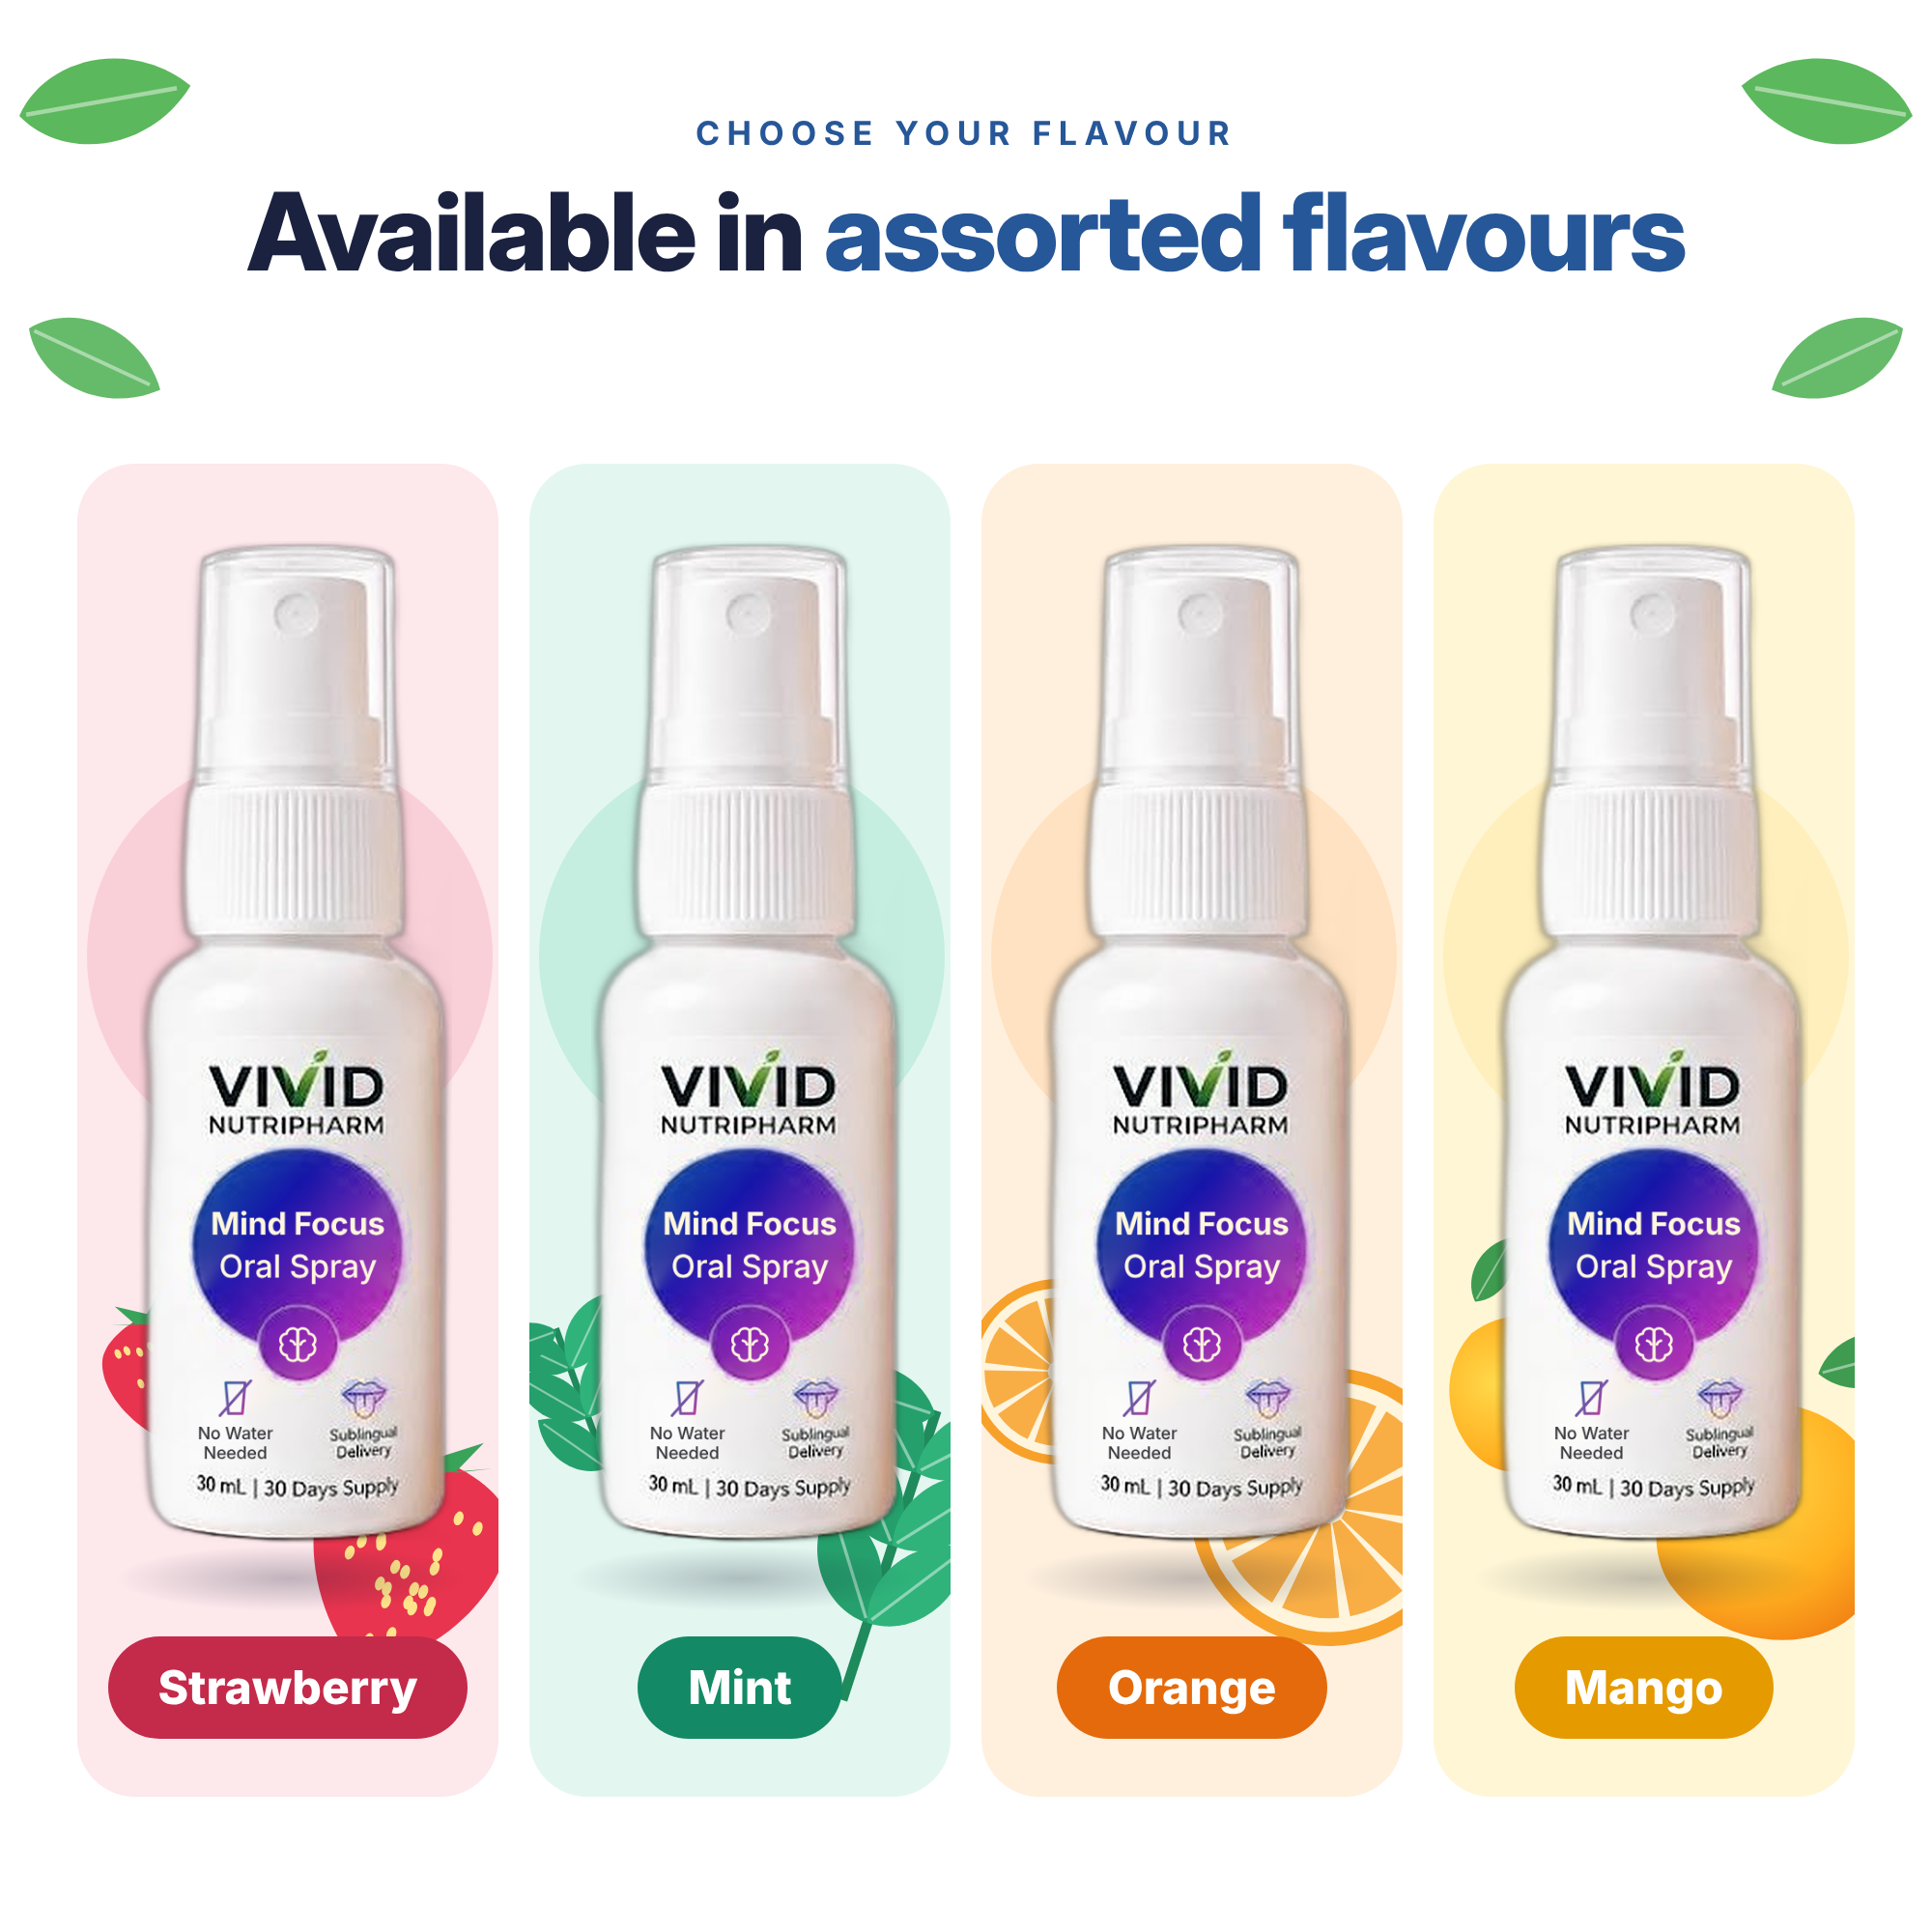 CHOOSE YOUR FLAVOUR
Available in assorted flavours
VIVID
NUTRIPHARM
Mind Focus
Oral Spray
No Water
Needed
Sublingual
Delivery
30 mL | 30 Days Supply
Strawberry
VIVID
NUTRIPHARM
Mind Focus
Oral Spray
No Water
Needed
Sublingual
Delivery
30 mL | 30 Days Supply
Mint
VIVID
NUTRIPHARM
Mind Focus
Oral Spray
No Water
Needed
Sublingual
Delivery
30 mL | 30 Days Supply
Orange
VIVID
NUTRIPHARM
Mind Focus
Oral Spray
No Water
Needed
Sublingual
Delivery
30 mL | 30 Days Supply
Mango